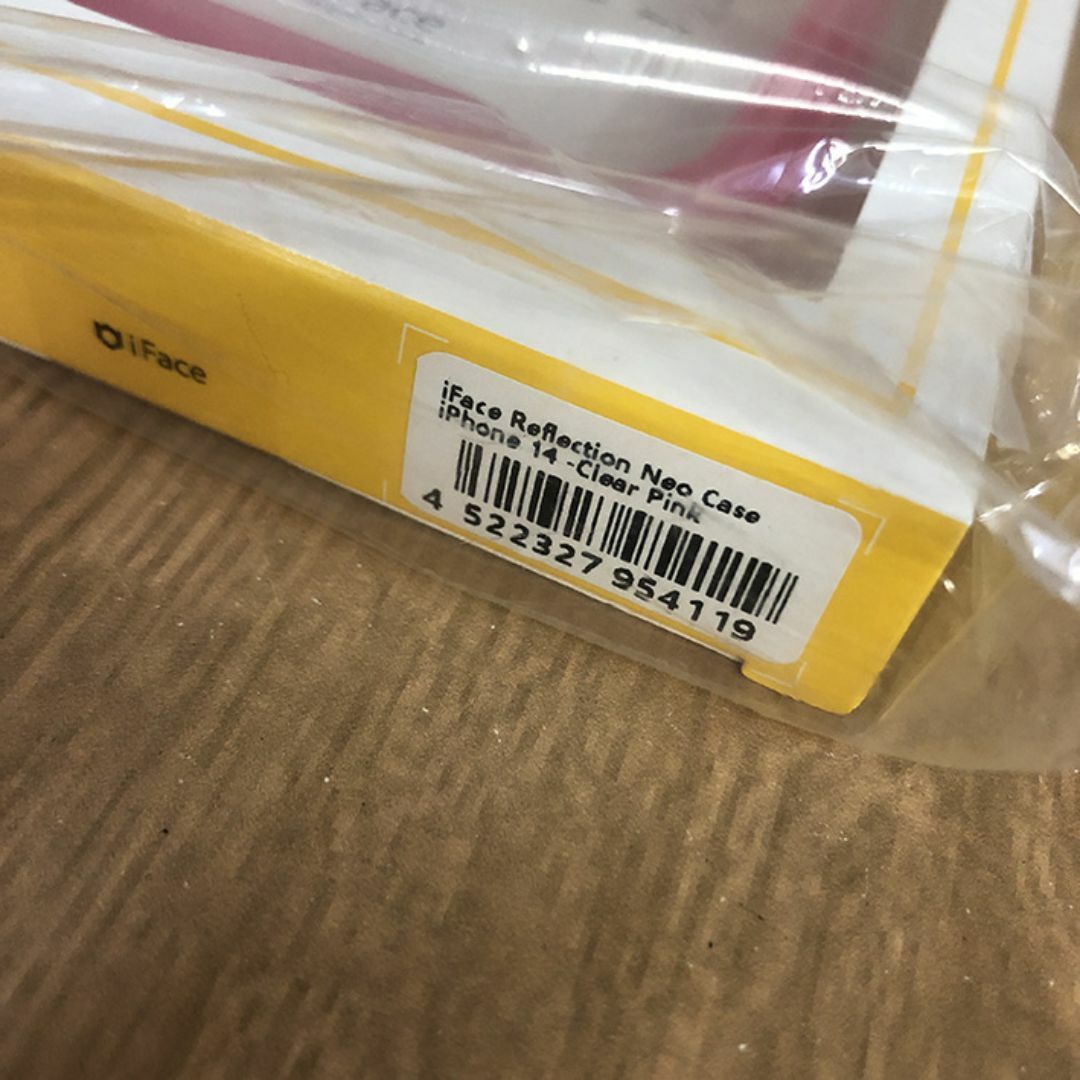 iFace
iFace Reflection Neo Case
iPhone 14 -Clear Pink
4 522327 954119